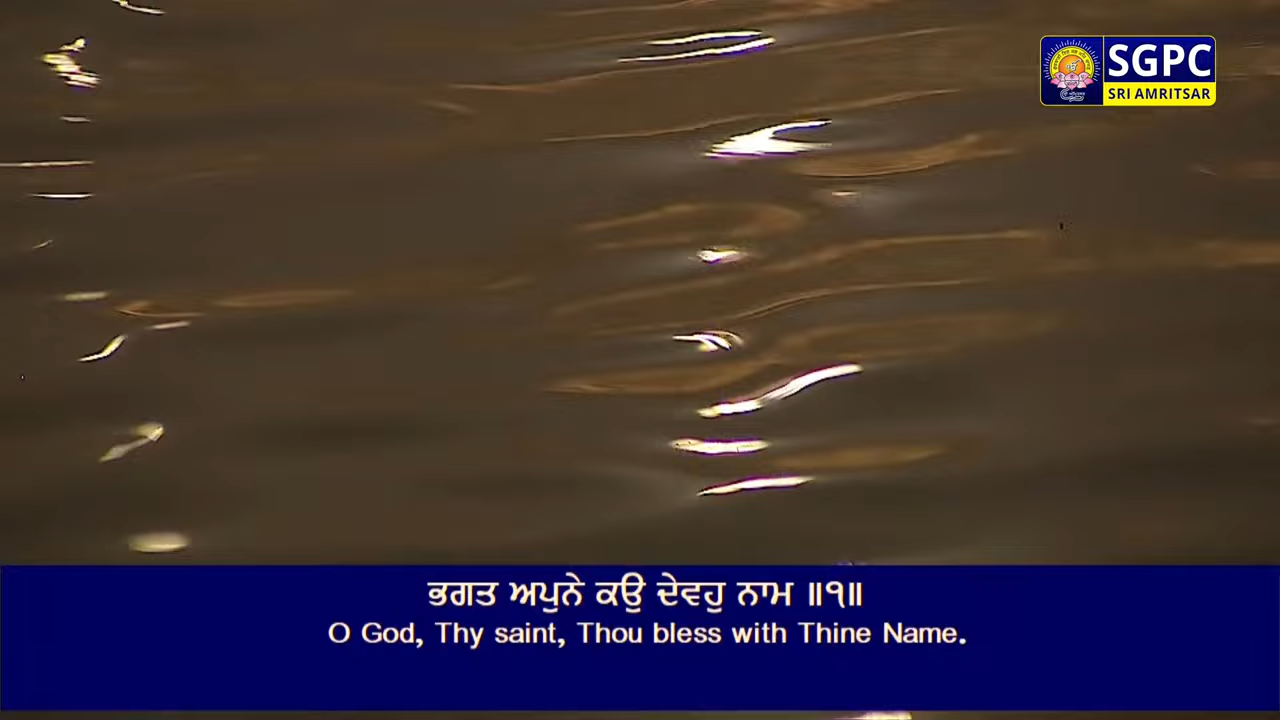 SGPC
SRI AMRITSAR
ਭਗਤ ਅਪੁਨੇ ਕਉ ਦੇਵਹੁ ਨਾਮ ॥੧॥
O God, Thy saint, Thou bless with Thine Name.